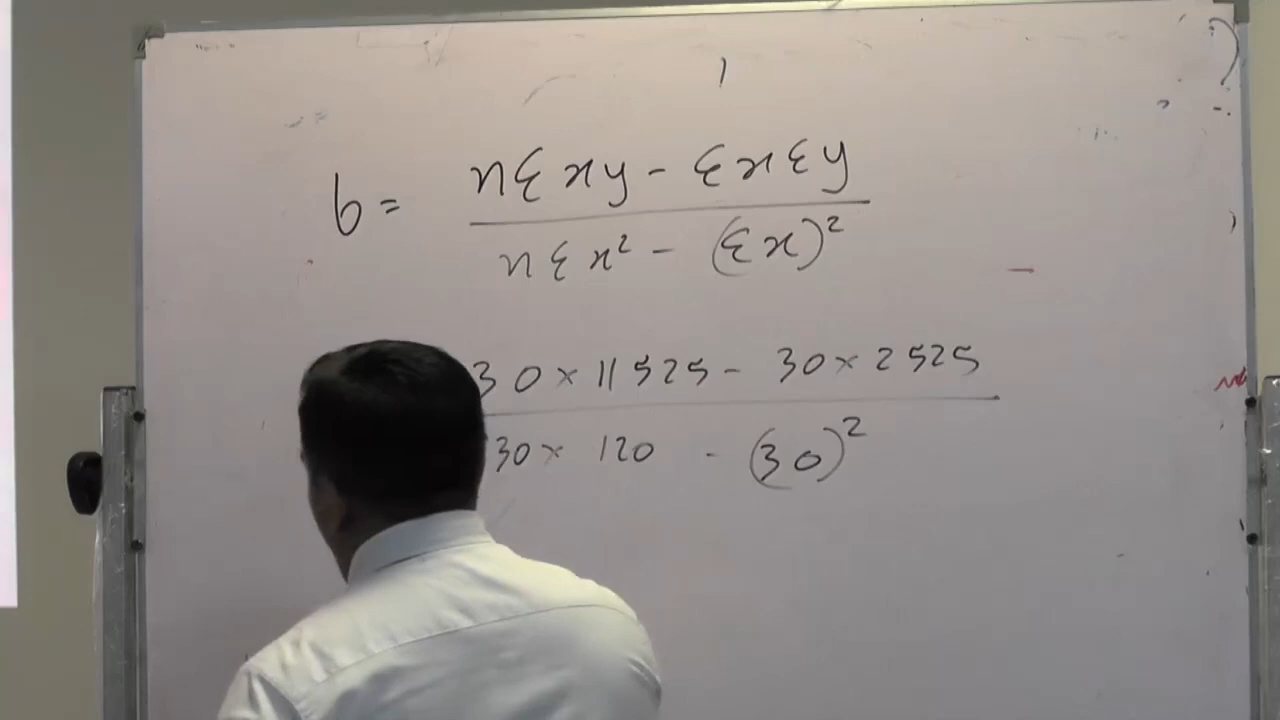 b = nΣxy - ΣxΣy
nΣx² - (Σx)²
30 × 11525 - 30 × 2525
30 × 120 - (30)²